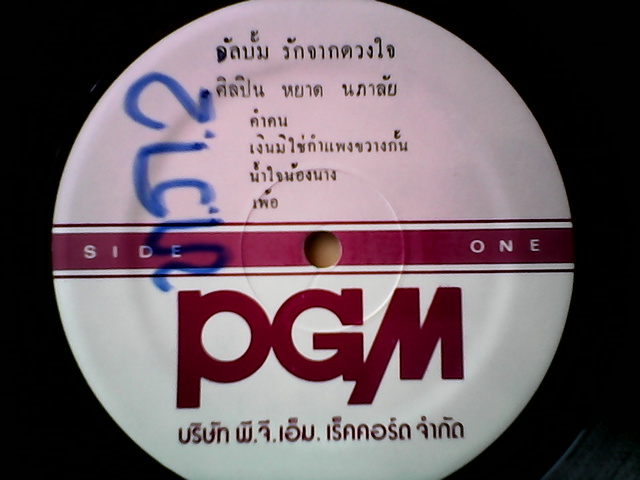 อัลบั้ม รักจากดวงใจ
ศิลปิน หยาด นภาลัย
คำคน
เงินมิใช่กำแพงขวางกั้น
น้ำใจน้องนาง
เพ้อ
SIDE ONE
PGM
บริษัท พี.จี.เอ็ม. เร็คคอร์ด จำกัด